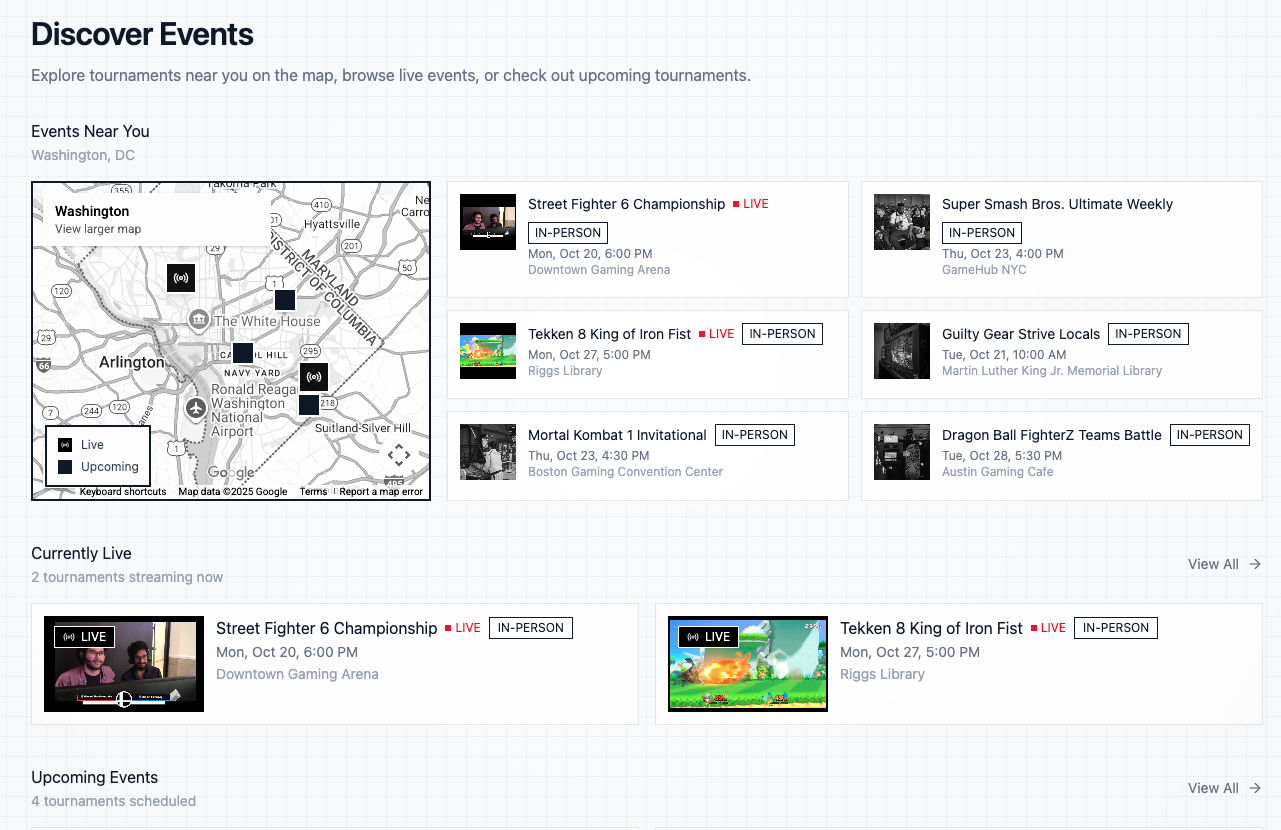 Discover Events
Explore tournaments near you on the map, browse live events, or check out upcoming tournaments.
Events Near You
Washington, DC
Washington
View larger map
355
Takoma Park
410
Hyattsville
201
50
29
1
120
MARYLAND
DISTRICT OF COLUMBIA
The White House
29
66
Arlington
HILL
295
NAVY YARD
Ronald Reaga
Washington
National
Airport
218
7
244
120
1
Suitland-Silver Hill
495
Live
Upcoming
Google
Keyboard shortcuts
Map data ©2025 Google
Terms
Report a map error
Street Fighter 6 Championship LIVE
IN-PERSON
Mon, Oct 20, 6:00 PM
Downtown Gaming Arena
Super Smash Bros. Ultimate Weekly
IN-PERSON
Thu, Oct 23, 4:00 PM
GameHub NYC
Tekken 8 King of Iron Fist LIVE IN-PERSON
Mon, Oct 27, 5:00 PM
Riggs Library
Guilty Gear Strive Locals IN-PERSON
Tue, Oct 21, 10:00 AM
Martin Luther King Jr. Memorial Library
Mortal Kombat 1 Invitational IN-PERSON
Thu, Oct 23, 4:30 PM
Boston Gaming Convention Center
Dragon Ball FighterZ Teams Battle IN-PERSON
Tue, Oct 28, 5:30 PM
Austin Gaming Cafe
Currently Live
2 tournaments streaming now
View All →
LIVE
Street Fighter 6 Championship LIVE IN-PERSON
Mon, Oct 20, 6:00 PM
Downtown Gaming Arena
LIVE
Tekken 8 King of Iron Fist LIVE IN-PERSON
Mon, Oct 27, 5:00 PM
Riggs Library
Upcoming Events
4 tournaments scheduled
View All →